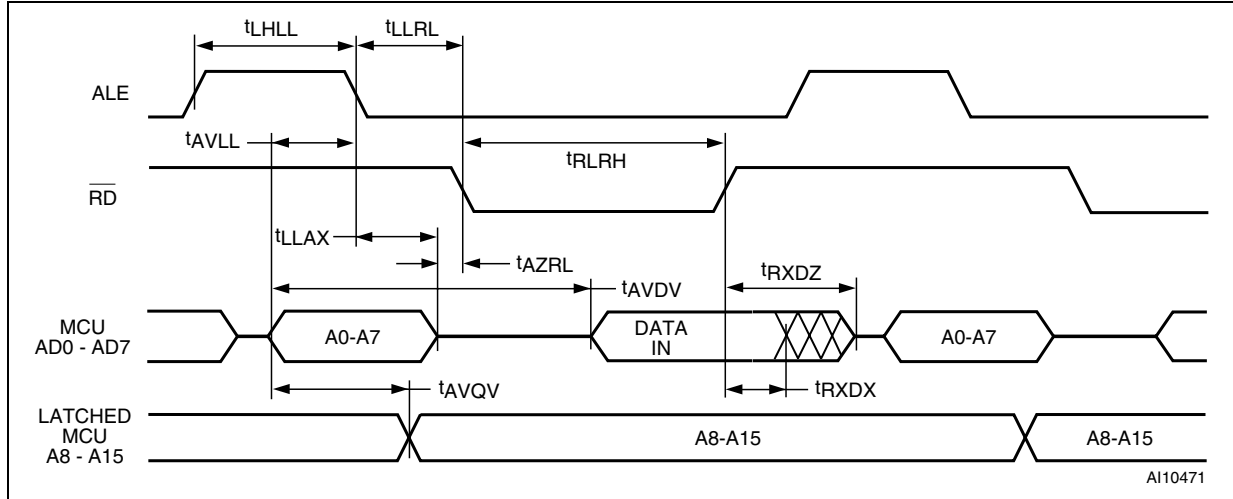 tLHLL
tLLRL
ALE
tAVLL
tRLRH
RD
tLLAX
tAZRL
tRXDZ
tAVDV
MCU
AD0 - AD7
A0-A7
DATA
IN
A0-A7
tAVQV
tRXDX
LATCHED
MCU
A8 - A15
A8-A15
A8-A15
AI10471